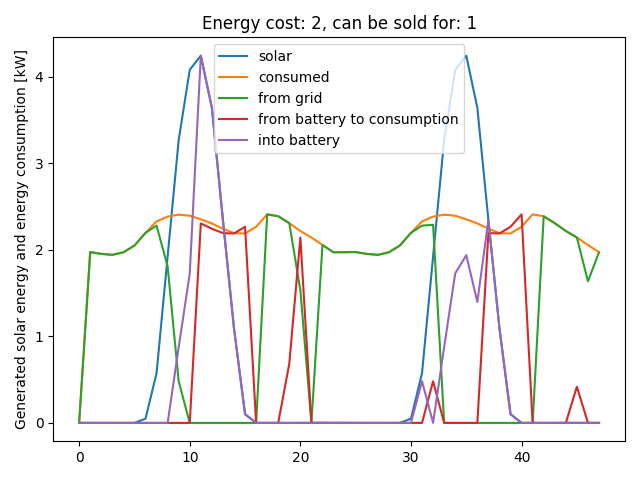 Energy cost: 2, can be sold for: 1
Generated solar energy and energy consumption [kW]
4
3
2
1
0
solar
consumed
from grid
from battery to consumption
into battery
0
10
20
30
40